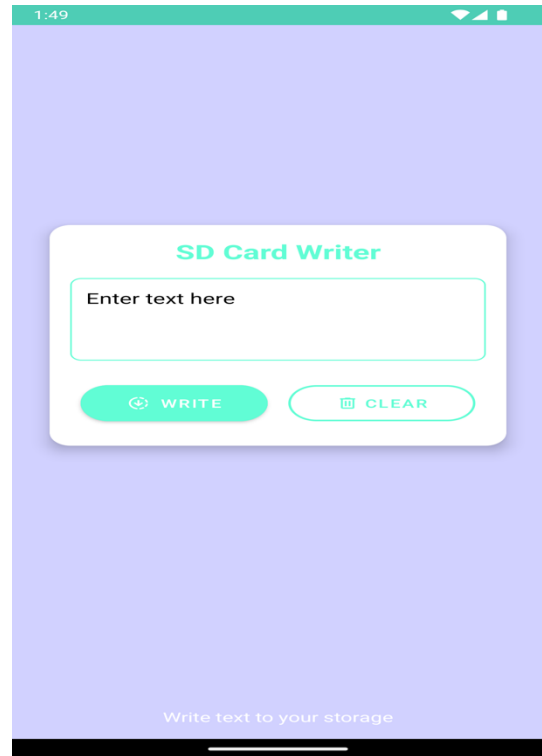 1:49
SD Card Writer
Enter text here
WRITE
CLEAR
Write text to your storage